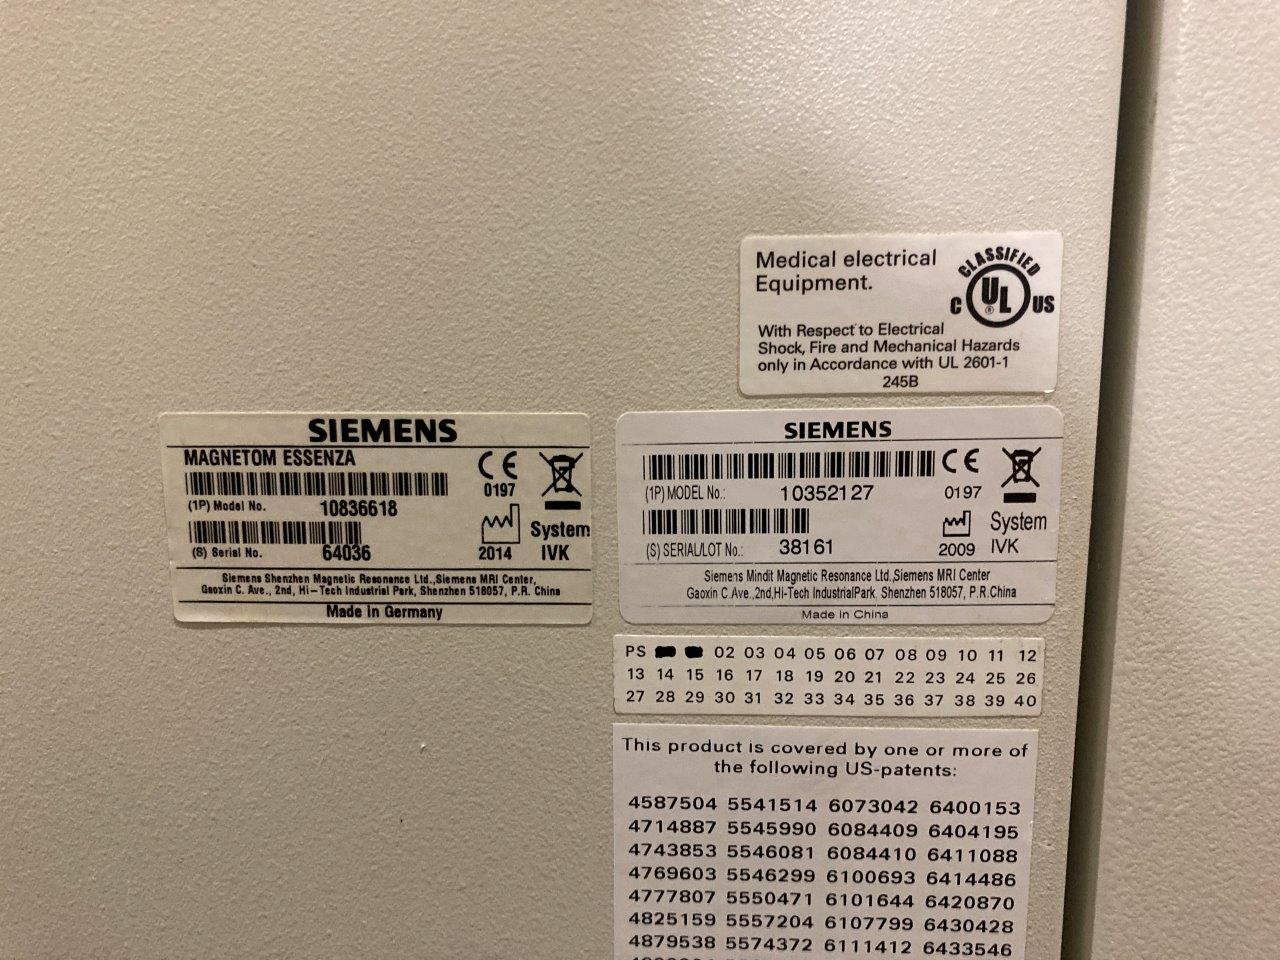 Medical electrical
Equipment.
CLASSIFIED
C UL® US
With Respect to Electrical
Shock, Fire and Mechanical Hazards
only in Accordance with UL 2601-1
245B
SIEMENS
MAGNETOM ESSENZA
CE
0197
(1P) Model No. 10836618
(S) Serial No. 64036
2014
System
IVK
Siemens Shenzhen Magnetic Resonance Ltd.,Siemens MRI Center,
Gaoxin C. Ave., 2nd, Hi-Tech Industrial Park, Shenzhen 518057, P.R. China
Made in Germany
SIEMENS
CE
(1P) MODEL No.: 10352127
0197
(S) SERIAL/LOT No.: 38161
2009
System
IVK
Siemens Mindit Magnetic Resonance Ltd.,Siemens MRI Center
Gaoxin C.Ave.,2nd,Hi-Tech IndustrialPark, Shenzhen 518057, P.R.China
Made in China
PS 02 03 04 05 06 07 08 09 10 11 12
13 14 15 16 17 18 19 20 21 22 23 24 25 26
27 28 29 30 31 32 33 34 35 36 37 38 39 40
This product is covered by one or more of
the following US-patents:
4587504 5541514 6073042 6400153
4714887 5545990 6084409 6404195
4743853 5546081 6084410 6411088
4769603 5546299 6100693 6414486
4777807 5550471 6101644 6420870
4825159 5557204 6107799 6430428
4879538 5574372 6111412 6433546